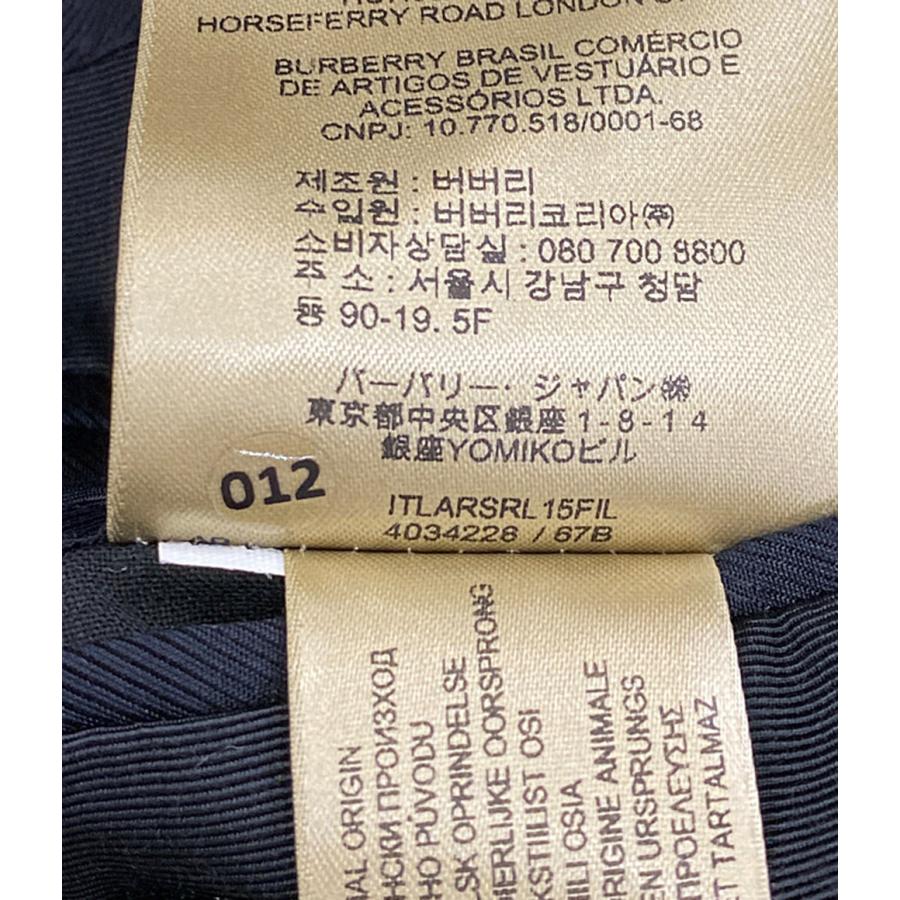 HORSEFERRY ROAD LONDON
BURBERRY BRASIL COMÉRCIO
DE ARTIGOS DE VESTUÁRIO E
ACESSÓRIOS LTDA.
CNPJ: 10.770.518/0001-68
제조원 : 버버리
수입원 : 버버리코리아㈜
소비자상담실 : 080 700 8800
주 소 : 서울시 강남구 청담
동 90-19. 5F
バーバリー・ジャパン㈱
東京都中央区銀座1-8-14
銀座YOMIKOビル
012
ITLARSRL15FIL
4034228 / 67B
ORIGIN
ПРОИЗХОД
PŮVODU
OPRINDELSE
OORSPRONG
OSI
OSIA
ANIMALE
URSPRUNGS
ΠΡΟΕΛΕΥΣΗΣ
TARTALMAZ